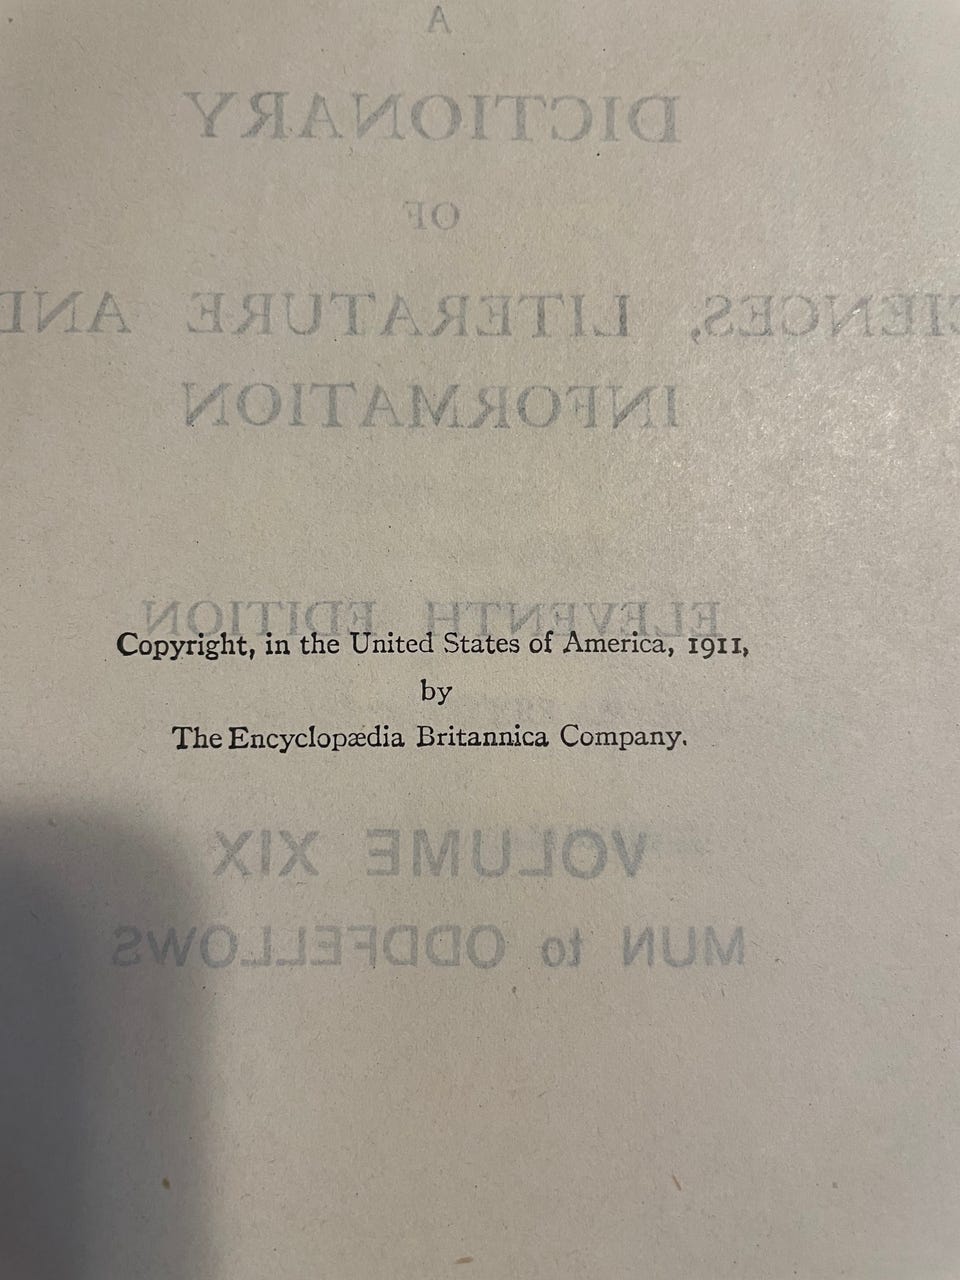 A
DICTIONARY
OF
CIENCES, LITERATURE AND
INFORMATION
ELEVENTH EDITION
Copyright, in the United States of America, 1911,
by
The Encyclopædia Britannica Company.
VOLUME XIX
MUN to ODDFELLOWS